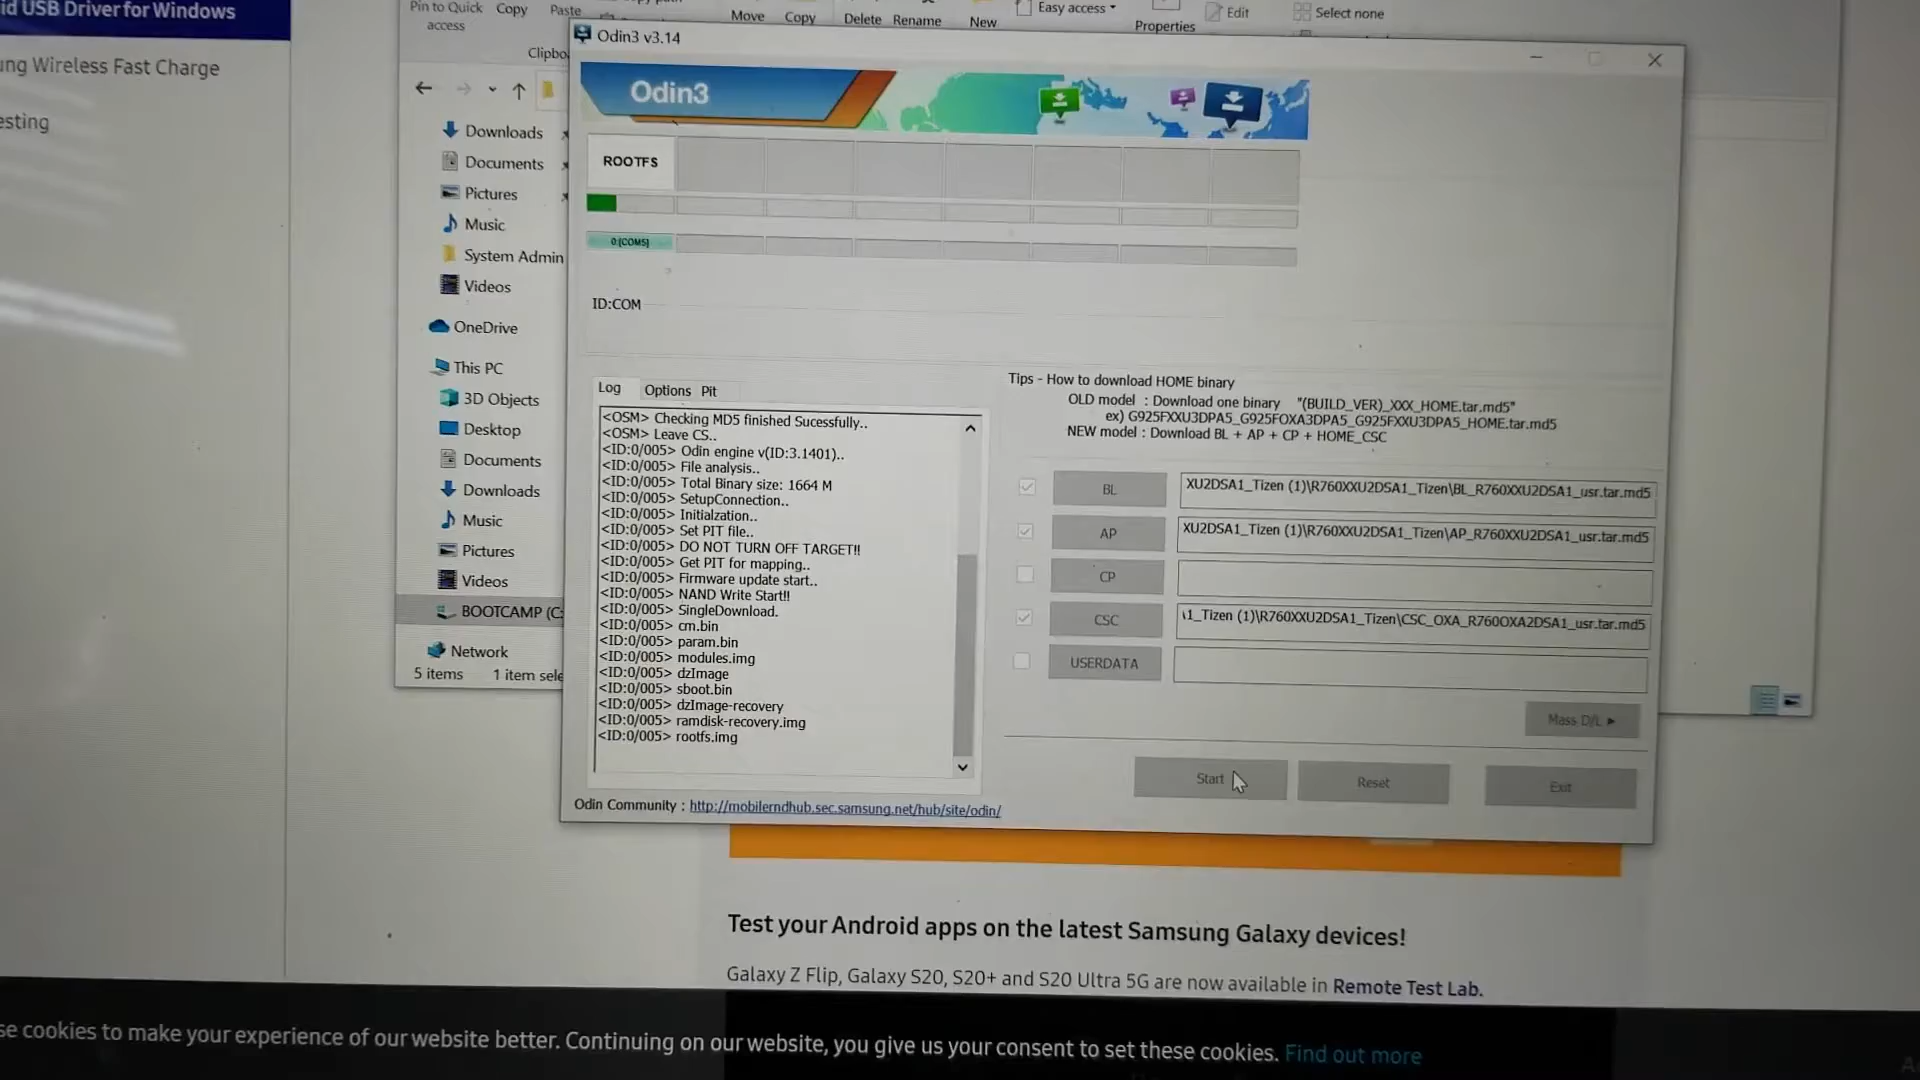 id USB Driver for Windows
ung Wireless Fast Charge
esting
Pin to Quick
access
Copy
Paste
Clipbo
Move
Copy
Delete
Rename
New
Easy access
Properties
Edit
Select none
Downloads
Documents
Pictures
Music
System Admin
Videos
OneDrive
This PC
3D Objects
Desktop
Documents
Downloads
Music
Pictures
Videos
BOOTCAMP (C:
Network
5 items 1 item sele
Odin3 v3.14
Odin3
ROOTFS
0:[COM5]
ID:COM
Log Options Pit
<OSM> Checking MD5 finished Sucessfully..
<OSM> Leave CS..
<ID:0/005> Odin engine v(ID:3.1401)..
<ID:0/005> File analysis..
<ID:0/005> Total Binary size: 1664 M
<ID:0/005> SetupConnection..
<ID:0/005> Initialzation..
<ID:0/005> Set PIT file..
<ID:0/005> DO NOT TURN OFF TARGET!!
<ID:0/005> Get PIT for mapping..
<ID:0/005> Firmware update start..
<ID:0/005> NAND Write Start!!
<ID:0/005> SingleDownload.
<ID:0/005> cm.bin
<ID:0/005> param.bin
<ID:0/005> modules.img
<ID:0/005> dzImage
<ID:0/005> sboot.bin
<ID:0/005> dzImage-recovery
<ID:0/005> ramdisk-recovery.img
<ID:0/005> rootfs.img
Tips - How to download HOME binary
OLD model : Download one binary "(BUILD_VER)_XXX_HOME.tar.md5"
ex) G925FXXU3DPA5_G925FOXA3DPA5_G925FXXU3DPA5_HOME.tar.md5
NEW model : Download BL + AP + CP + HOME_CSC
BL XU2DSA1_Tizen (1)\R760XXU2DSA1_Tizen\BL_R760XXU2DSA1_usr.tar.md5
AP XU2DSA1_Tizen (1)\R760XXU2DSA1_Tizen\AP_R760XXU2DSA1_usr.tar.md5
CP
CSC \1_Tizen (1)\R760XXU2DSA1_Tizen\CSC_OXA_R760OXA2DSA1_usr.tar.md5
USERDATA
Mass D/L
Start Reset Exit
Odin Community : http://mobilerndhub.sec.samsung.net/hub/site/odin/
Test your Android apps on the latest Samsung Galaxy devices!
Galaxy Z Flip, Galaxy S20, S20+ and S20 Ultra 5G are now available in Remote Test Lab.
se cookies to make your experience of our website better. Continuing on our website, you give us your consent to set these cookies. Find out more